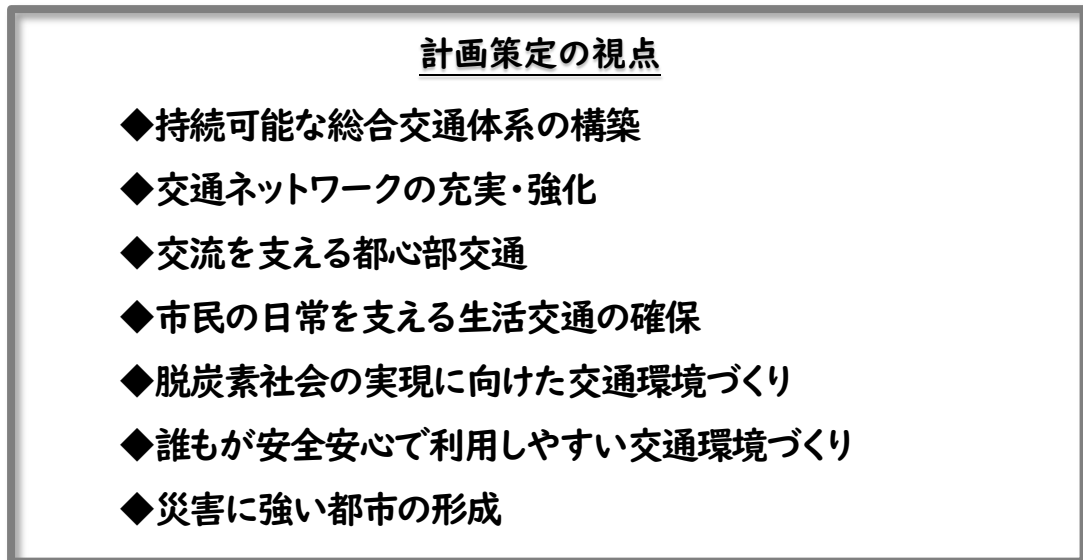 計画策定の視点
◆持続可能な総合交通体系の構築
◆交通ネットワークの充実・強化
◆交流を支える都心部交通
◆市民の日常を支える生活交通の確保
◆脱炭素社会の実現に向けた交通環境づくり
◆誰もが安全安心で利用しやすい交通環境づくり
◆災害に強い都市の形成